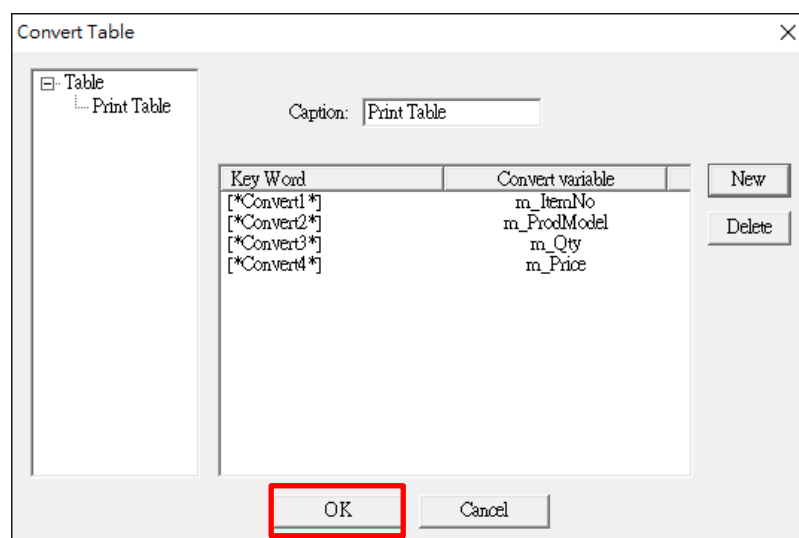 Convert Table
Table
Print Table
Caption: Print Table
Key Word Convert variable
[*Convert1*] m_ItemNo
[*Convert2*] m_ProdModel
[*Convert3*] m_Qty
[*Convert4*] m_Price
New
Delete
OK Cancel